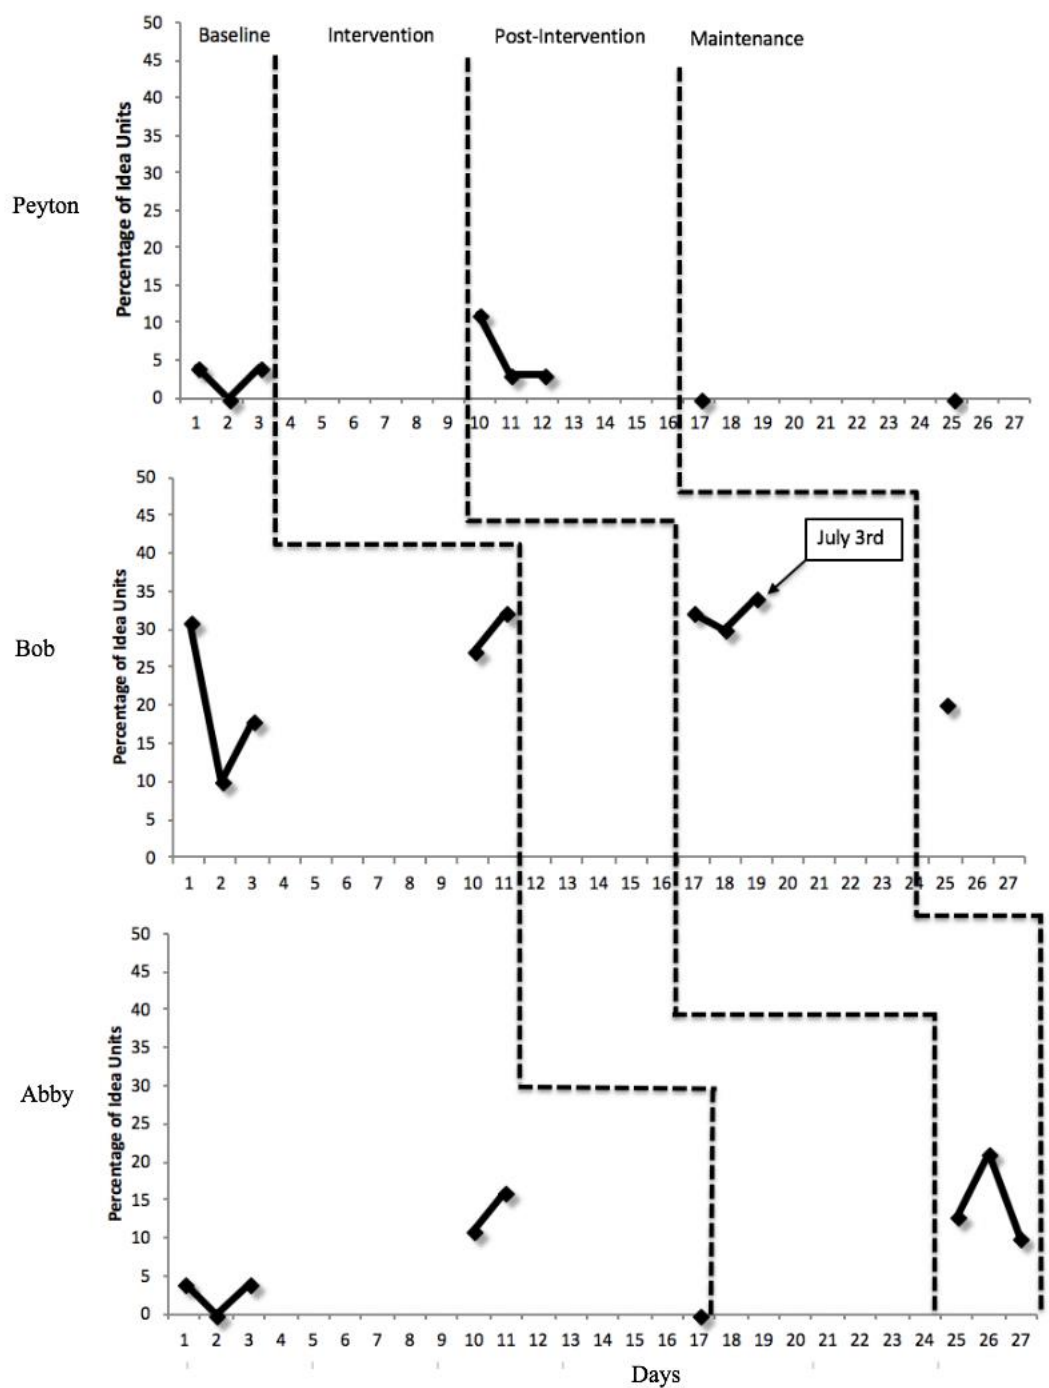 Baseline Intervention Post-Intervention Maintenance
Peyton
Percentage of Idea Units
50
45
40
35
30
25
20
15
10
5
0
1 2 3 4 5 6 7 8 9 10 11 12 13 14 15 16 17 18 19 20 21 22 23 24 25 26 27
Bob
Percentage of Idea Units
50
45
40
35
30
25
20
15
10
5
0
July 3rd
1 2 3 4 5 6 7 8 9 10 11 12 13 14 15 16 17 18 19 20 21 22 23 24 25 26 27
Abby
Percentage of Idea Units
50
45
40
35
30
25
20
15
10
5
0
1 2 3 4 5 6 7 8 9 10 11 12 13 14 15 16 17 18 19 20 21 22 23 24 25 26 27
Days